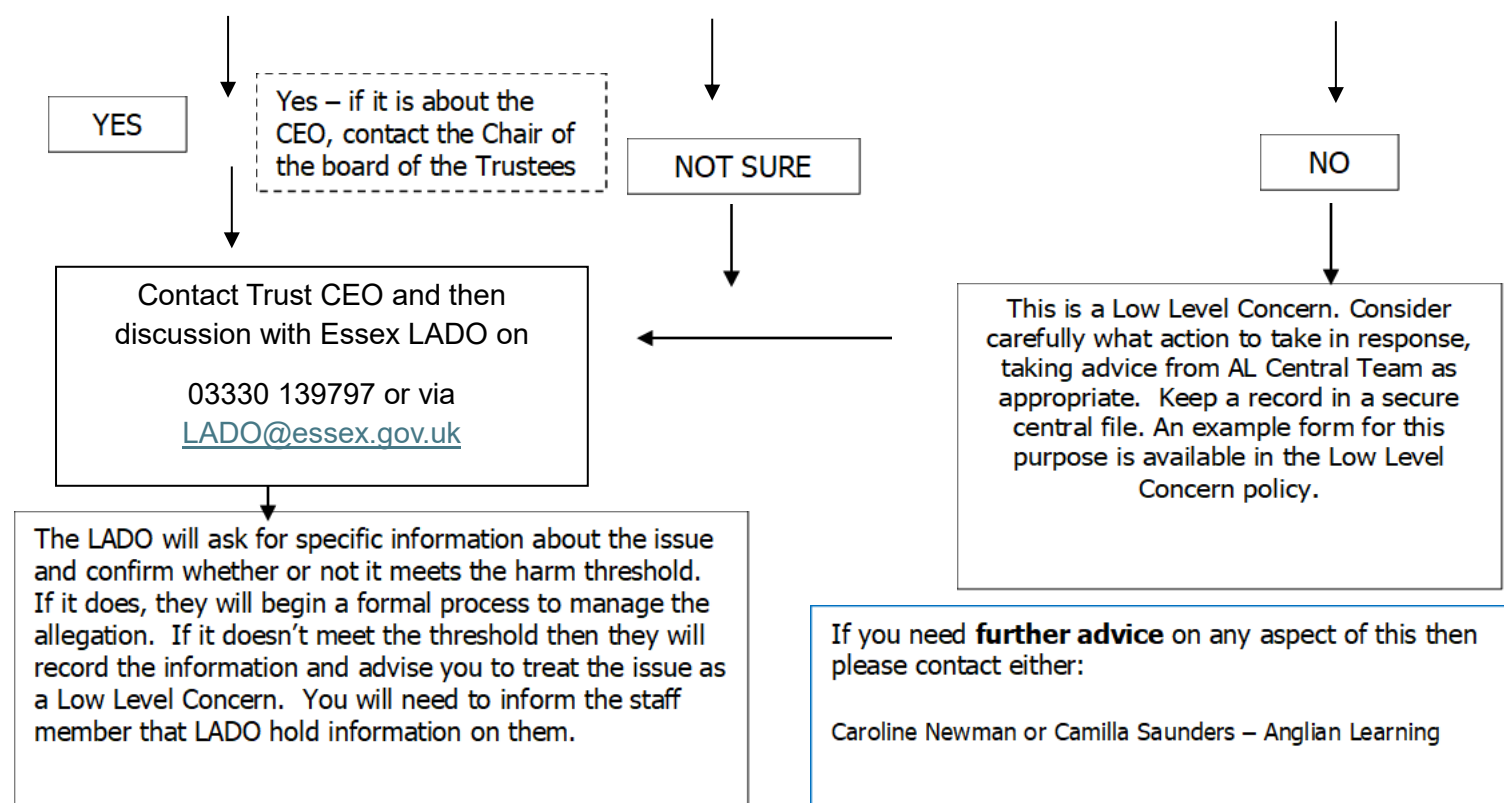 YES
Yes – if it is about the
CEO, contact the Chair of
the board of the Trustees
NOT SURE
NO
Contact Trust CEO and then
discussion with Essex LADO on
03330 139797 or via
LADO@essex.gov.uk
This is a Low Level Concern. Consider
carefully what action to take in response,
taking advice from AL Central Team as
appropriate.  Keep a record in a secure
central file. An example form for this
purpose is available in the Low Level
Concern policy.
The LADO will ask for specific information about the issue
and confirm whether or not it meets the harm threshold.
If it does, they will begin a formal process to manage the
allegation.  If it doesn’t meet the threshold then they will
record the information and advise you to treat the issue as
a Low Level Concern.  You will need to inform the staff
member that LADO hold information on them.
If you need further advice on any aspect of this then
please contact either:
Caroline Newman or Camilla Saunders – Anglian Learning